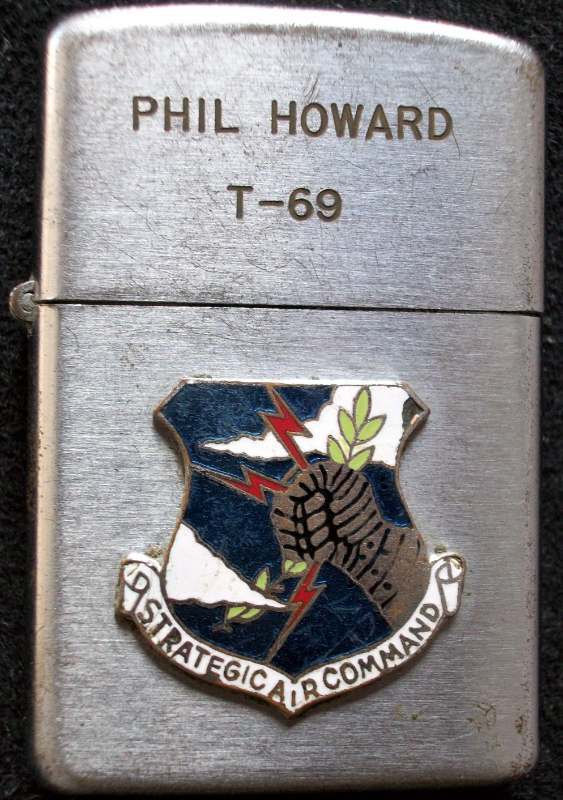 PHIL HOWARD
T-69
STRATEGIC AIR COMMAND